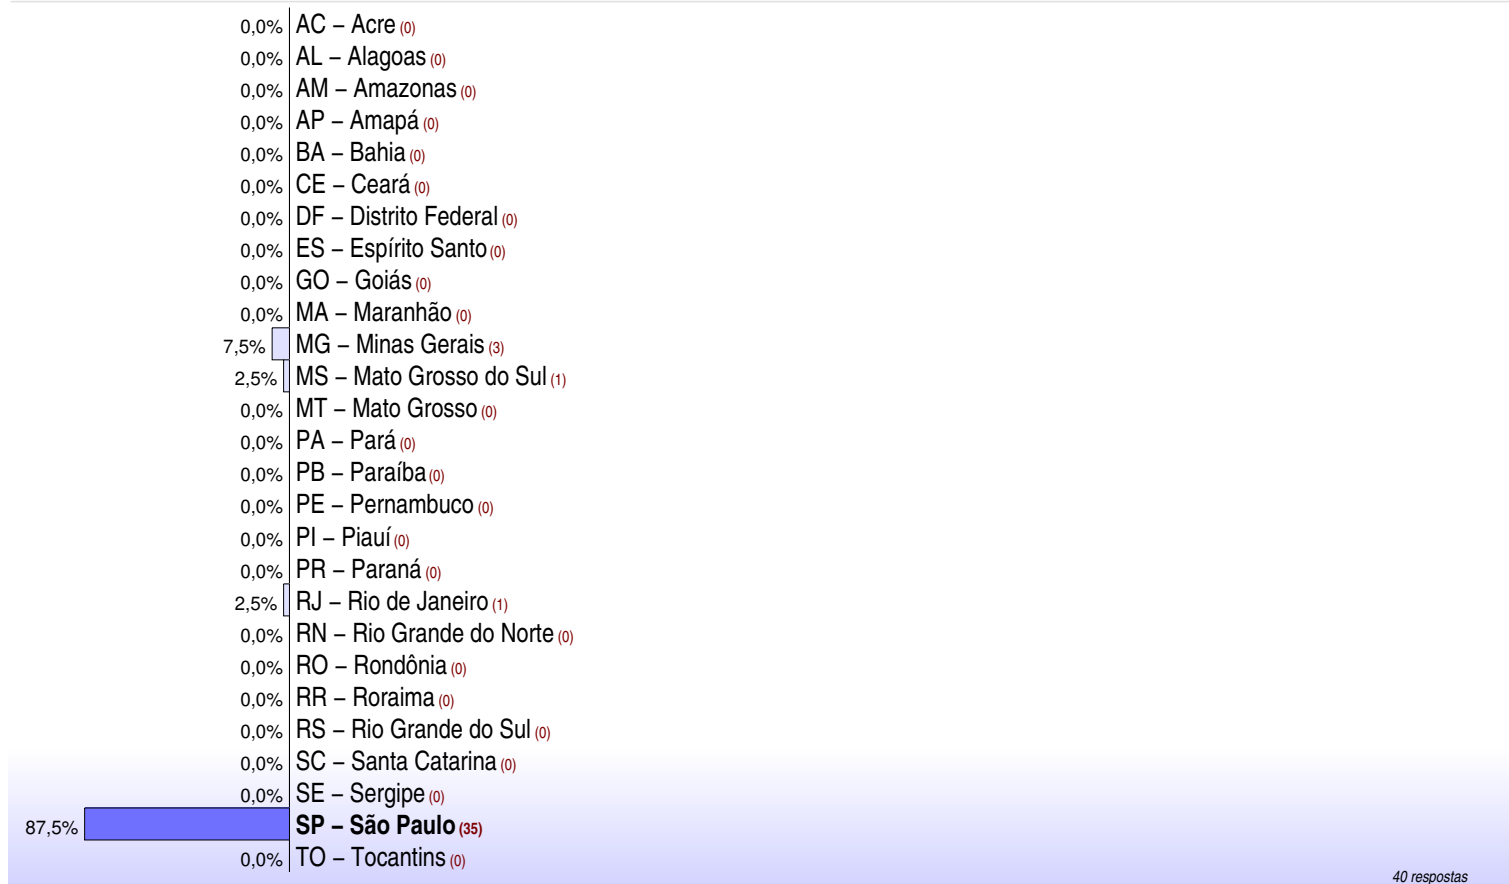 0,0% AC – Acre (0)
0,0% AL – Alagoas (0)
0,0% AM – Amazonas (0)
0,0% AP – Amapá (0)
0,0% BA – Bahia (0)
0,0% CE – Ceará (0)
0,0% DF – Distrito Federal (0)
0,0% ES – Espírito Santo (0)
0,0% GO – Goiás (0)
0,0% MA – Maranhão (0)
7,5% MG – Minas Gerais (3)
2,5% MS – Mato Grosso do Sul (1)
0,0% MT – Mato Grosso (0)
0,0% PA – Pará (0)
0,0% PB – Paraíba (0)
0,0% PE – Pernambuco (0)
0,0% PI – Piauí (0)
0,0% PR – Paraná (0)
2,5% RJ – Rio de Janeiro (1)
0,0% RN – Rio Grande do Norte (0)
0,0% RO – Rondônia (0)
0,0% RR – Roraima (0)
0,0% RS – Rio Grande do Sul (0)
0,0% SC – Santa Catarina (0)
0,0% SE – Sergipe (0)
87,5% SP – São Paulo (35)
0,0% TO – Tocantins (0)
40 respostas